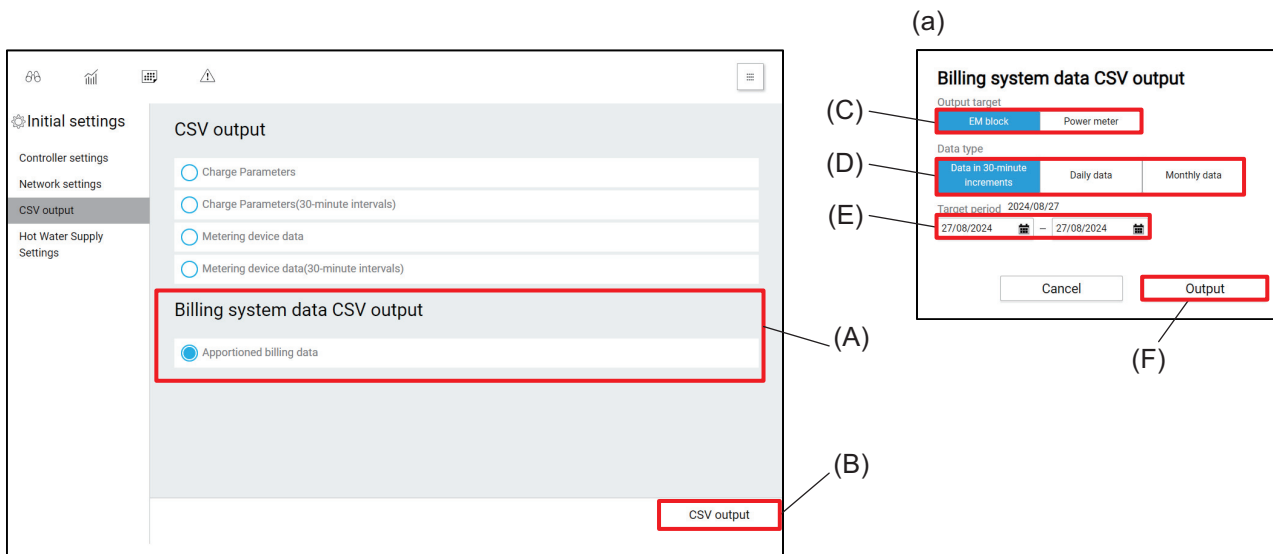 (a)
Initial settings
Controller settings
Network settings
CSV output
Hot Water Supply
Settings
CSV output
Charge Parameters
Charge Parameters(30-minute intervals)
Metering device data
Metering device data(30-minute intervals)
Billing system data CSV output
Apportioned billing data
(A)
(B)
CSV output
Billing system data CSV output
Output target
(C)
EM block Power meter
Data type
(D)
Data in 30-minute
increments
Daily data Monthly data
Target period 2024/08/27
(E)
27/08/2024 – 27/08/2024
Cancel Output
(F)